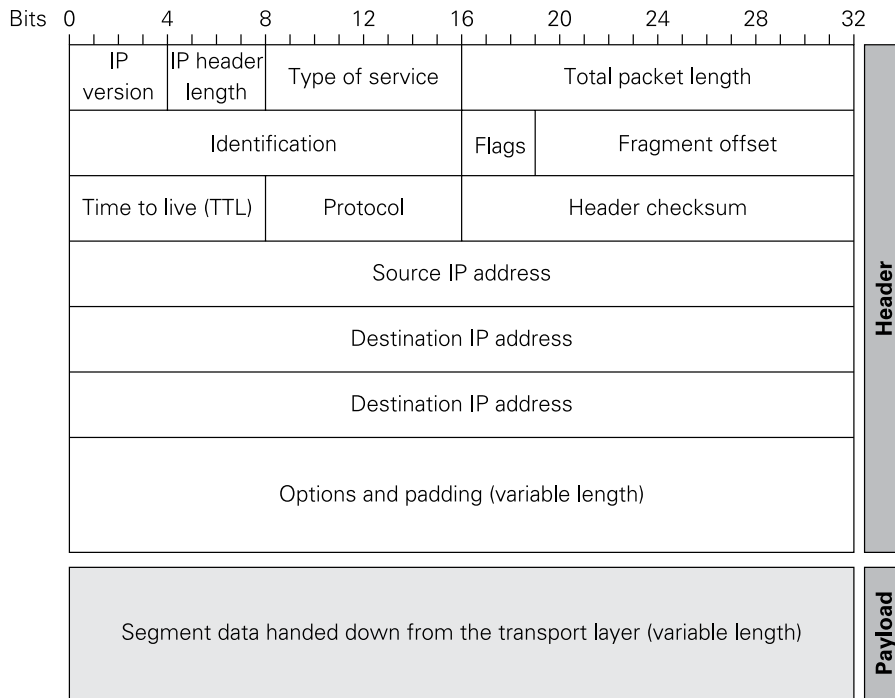 Bits 0 4 8 12 16 20 24 28 32
IP version
IP header length
Type of service
Total packet length
Identification
Flags
Fragment offset
Time to live (TTL)
Protocol
Header checksum
Source IP address
Destination IP address
Destination IP address
Options and padding (variable length)
Header
Segment data handed down from the transport layer (variable length)
Payload